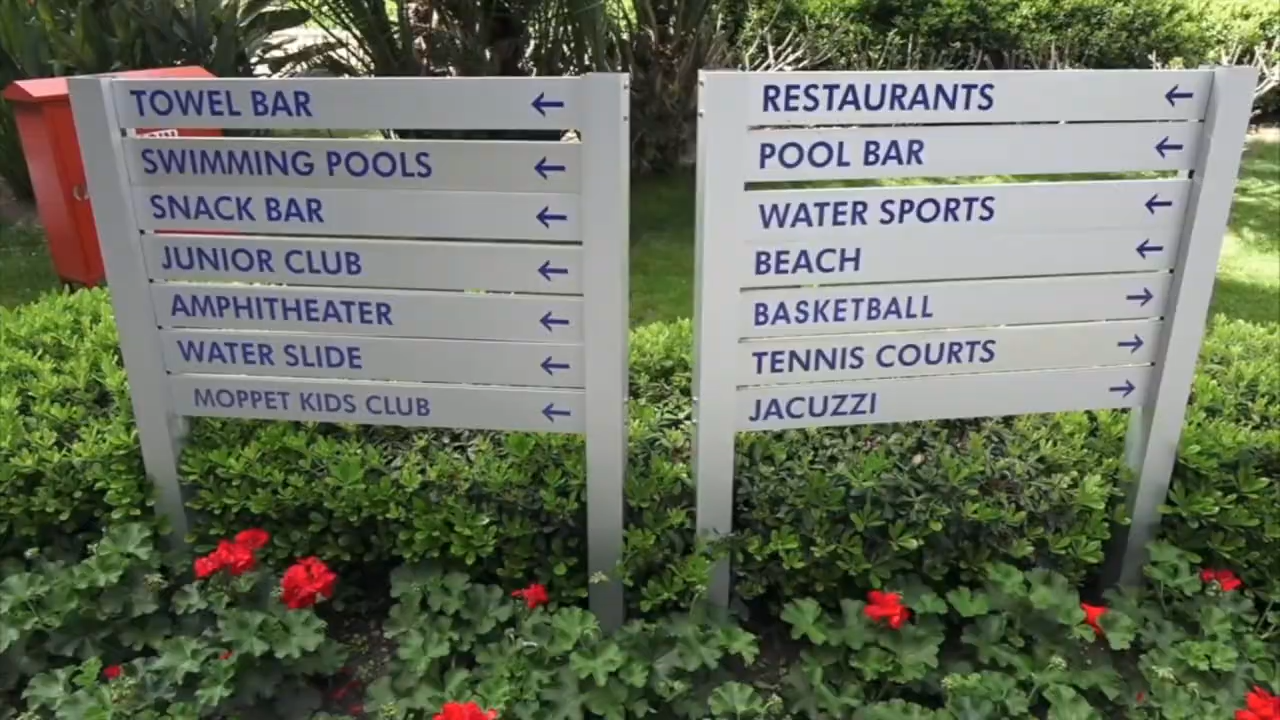 TOWEL BAR ←
SWIMMING POOLS ←
SNACK BAR ←
JUNIOR CLUB ←
AMPHITHEATER ←
WATER SLIDE ←
MOPPET KIDS CLUB ←
RESTAURANTS ←
POOL BAR ←
WATER SPORTS ←
BEACH ←
BASKETBALL →
TENNIS COURTS →
JACUZZI →